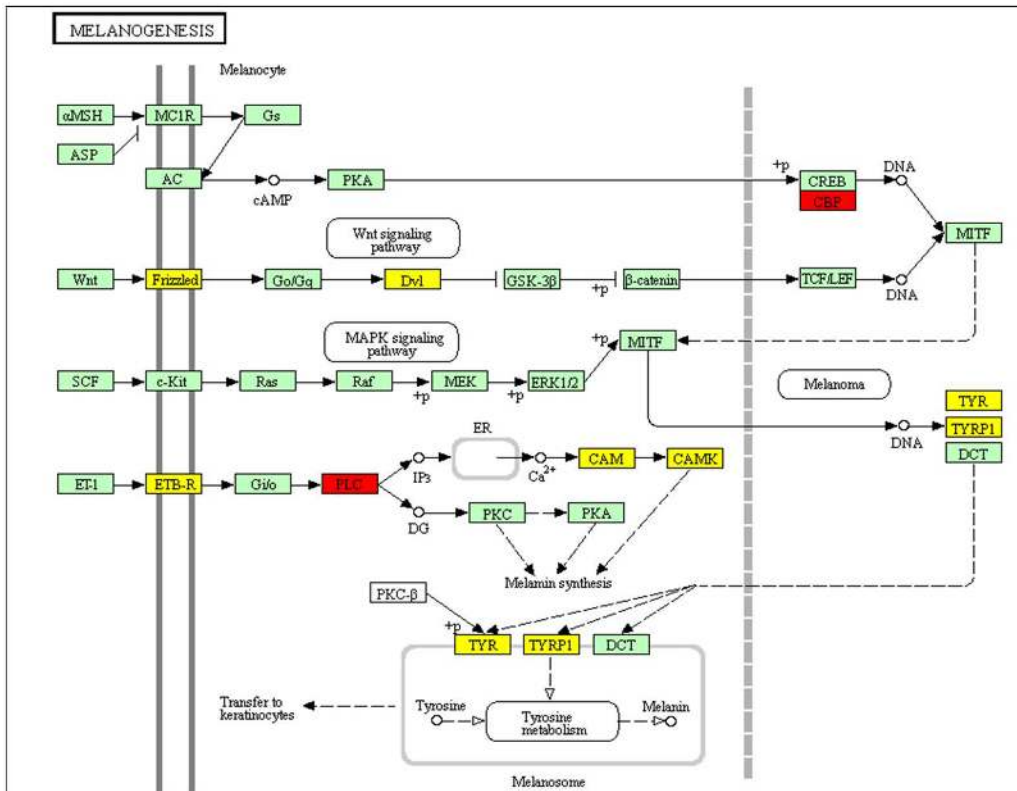 MELANOGENESIS
Melanocyte
αMSH
MC1R
Gs
ASP
AC
cAMP
PKA
+p
CREB
CBP
DNA
MITF
Wnt signaling
pathway
Wnt
Frizzled
Go/Gq
Dvl
GSK-3β
+p
β-catenin
TCF/LEF
DNA
MAPK signaling
pathway
+p
MITF
SCF
c-Kit
Ras
Raf
+p
MEK
+p
ERK1/2
Melanoma
TYR
TYRP1
DCT
DNA
ER
ET-1
ETB-R
Gi/o
PLC
IP3
Ca2+
CAM
CAMK
DG
PKC
PKA
Melamin synthesis
PKC-β
+p
TYR
TYRP1
DCT
Transfer to
keratinocytes
Tyrosine
Tyrosine
metabolism
Melanin
Melanosome